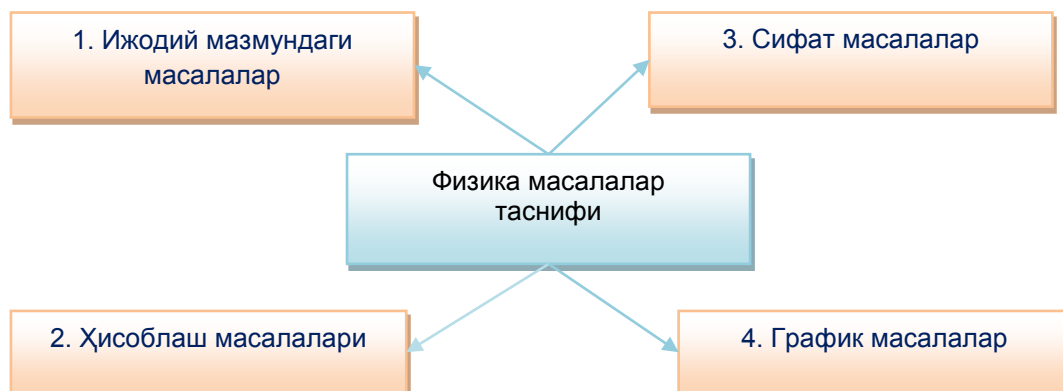 1. Ижодий мазмундаги
масалалар
3. Сифат масалалар
Физика масалалар
таснифи
2. Ҳисоблаш масалалари
4. График масалалар